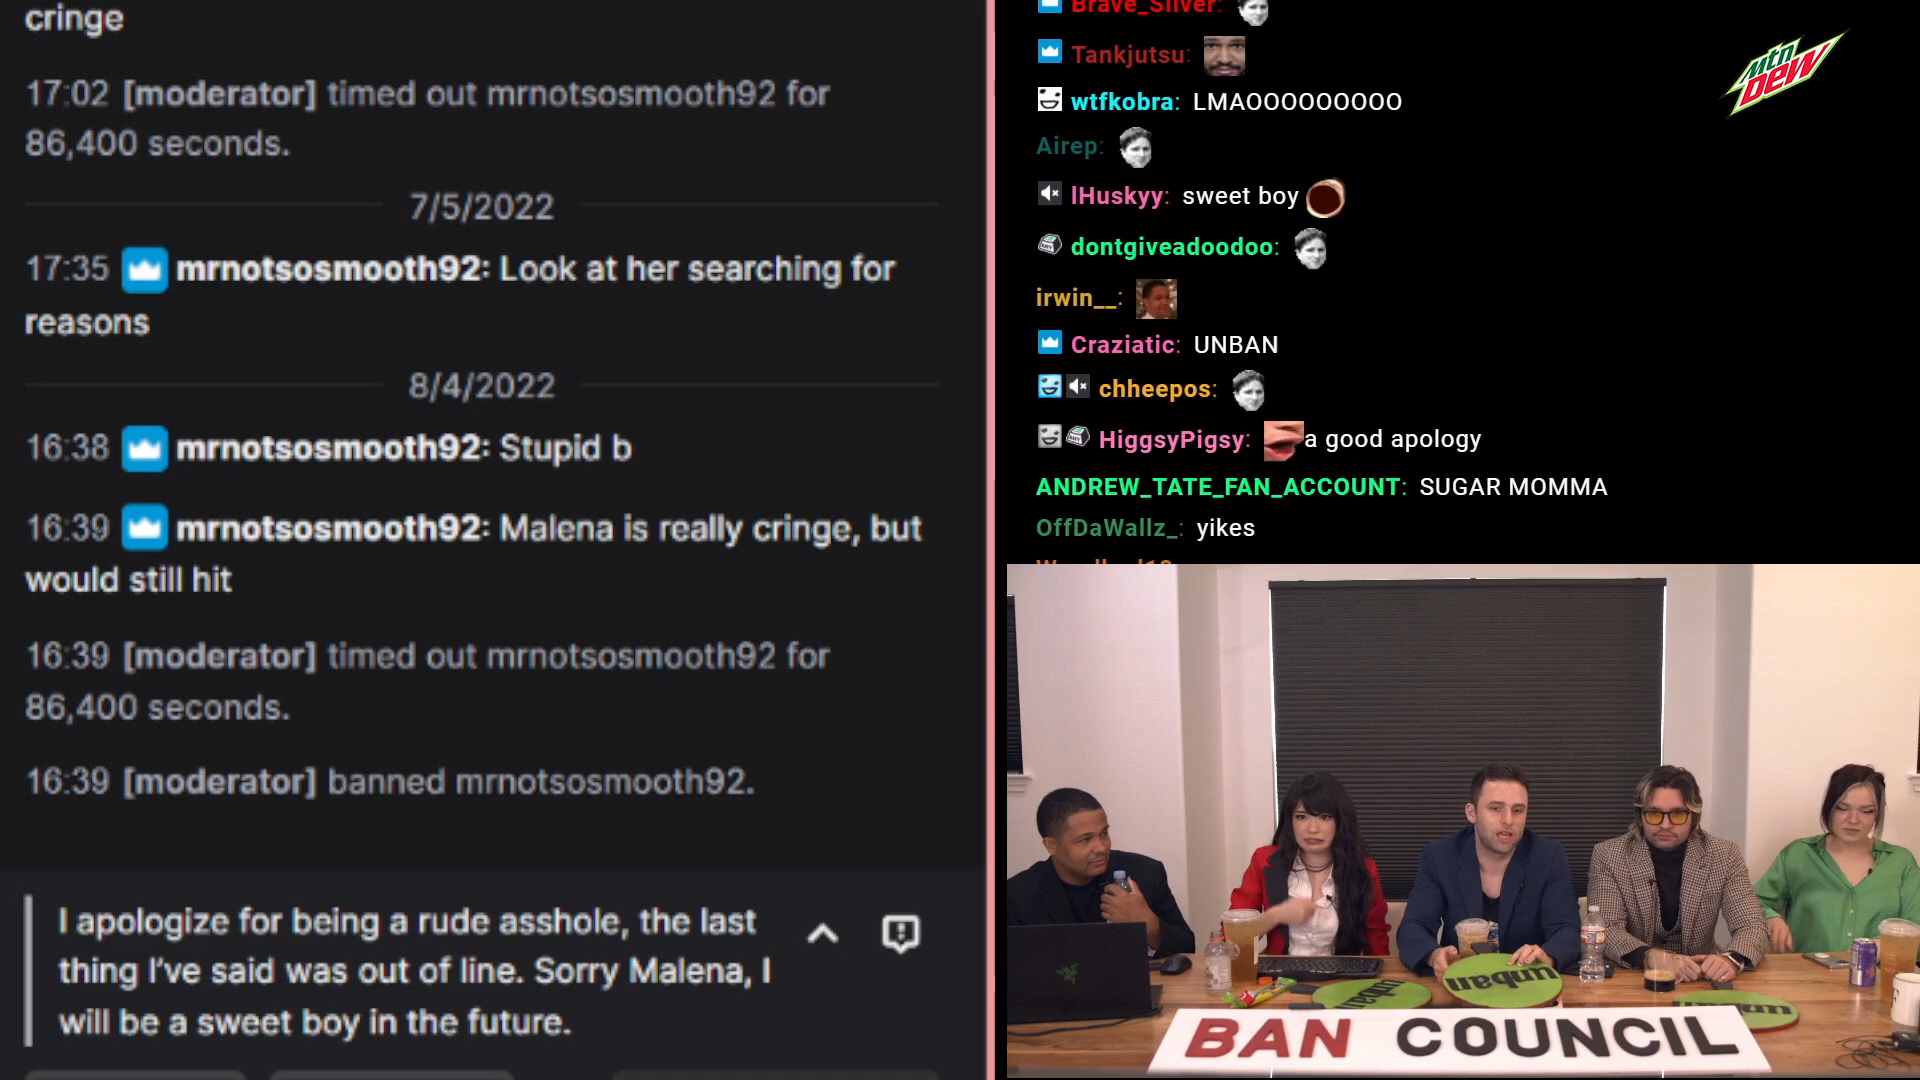 cringe
17:02 [moderator] timed out mrnotsosmooth92 for
86,400 seconds.
7/5/2022
17:35 mrnotsosmooth92: Look at her searching for
reasons
8/4/2022
16:38 mrnotsosmooth92: Stupid b
16:39 mrnotsosmooth92: Malena is really cringe, but
would still hit
16:39 [moderator] timed out mrnotsosmooth92 for
86,400 seconds.
16:39 [moderator] banned mrnotsosmooth92.
I apologize for being a rude asshole, the last
thing I've said was out of line. Sorry Malena, I
will be a sweet boy in the future.
Brave_Silver:
Tankjutsu:
wtfkobra: LMAOOOOOOOOO
Airep:
lHuskyy: sweet boy
dontgiveadoodoo:
irwin__:
Craziatic: UNBAN
chheepos:
HiggsyPigsy: a good apology
ANDREW_TATE_FAN_ACCOUNT: SUGAR MOMMA
OffDaWallz_: yikes
mtn
DEW
unban
unban
unban
BAN COUNCIL